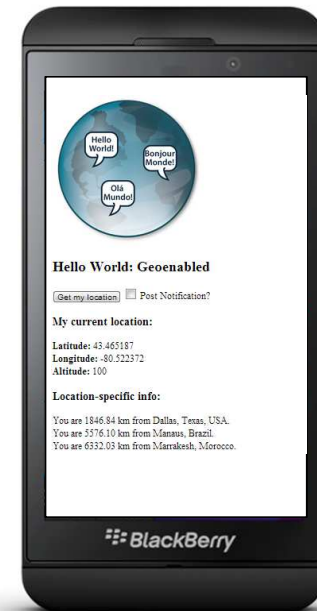 Hello
World!
Bonjour
Monde!
Olá
Mundo!
Hello World: Geoenabled
Get my location Post Notification?
My current location:
Latitude: 43.465187
Longitude: -80.522372
Altitude: 100
Location-specific info:
You are 1846.84 km from Dallas, Texas, USA.
You are 5576.10 km from Manaus, Brazil.
You are 6332.03 km from Marrakesh, Morocco.
BlackBerry